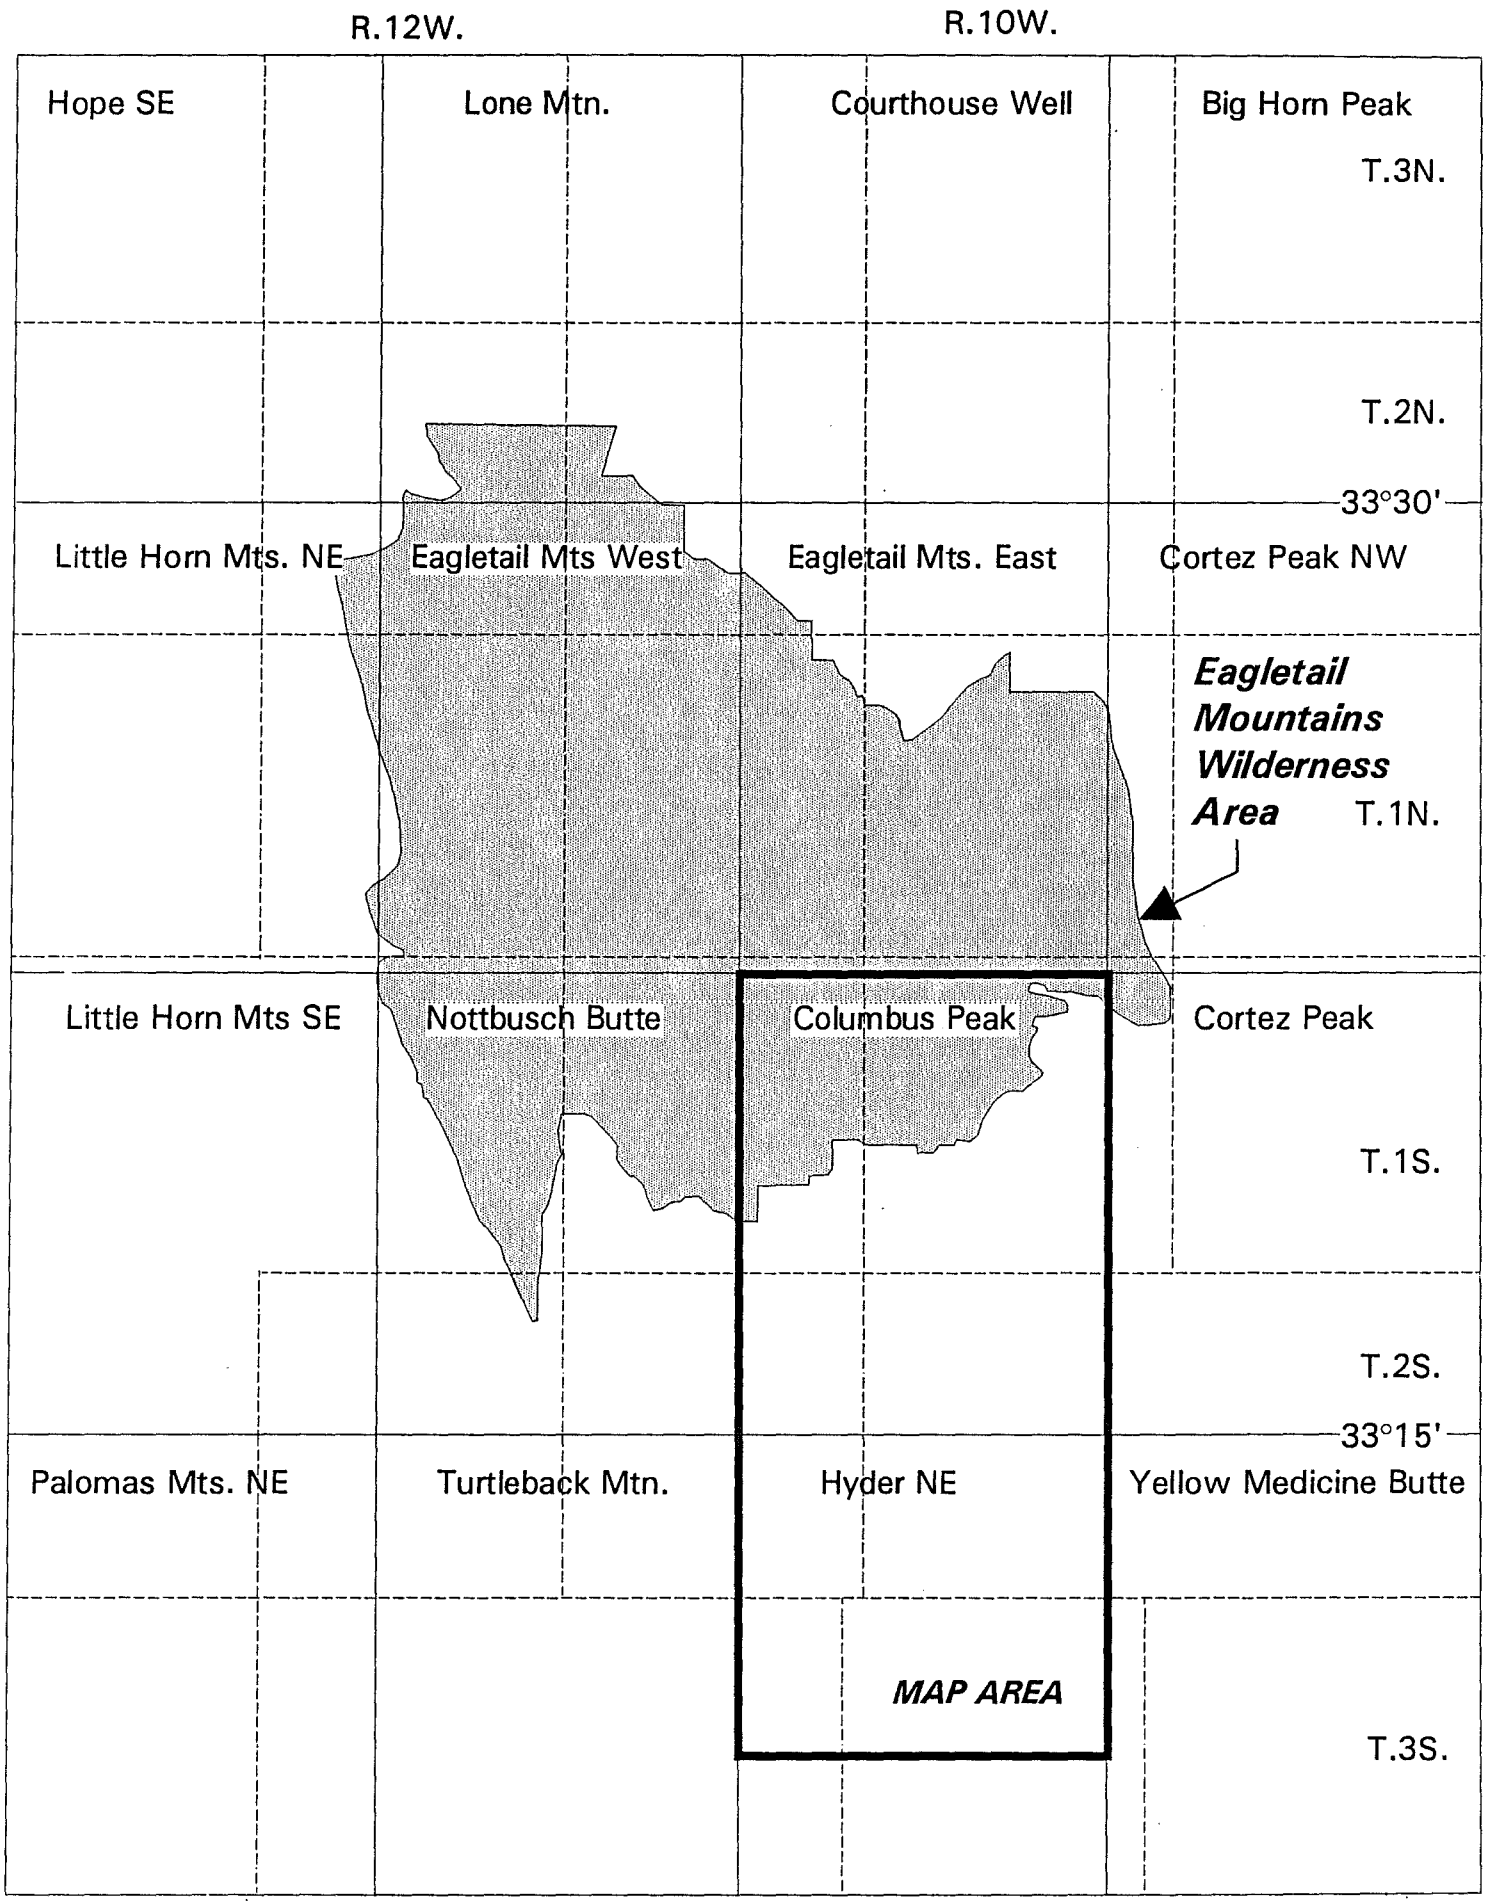 R.12W. R.10W.
Hope SE Lone Mtn. Courthouse Well Big Horn Peak
T.3N.
T.2N.
33°30'
Little Horn Mts. NE Eagletail Mts West Eagletail Mts. East Cortez Peak NW
Eagletail
Mountains
Wilderness
Area T.1N.
Little Horn Mts SE Nottbusch Butte Columbus Peak Cortez Peak
T.1S.
T.2S.
33°15'
Palomas Mts. NE Turtleback Mtn. Hyder NE Yellow Medicine Butte
MAP AREA
T.3S.